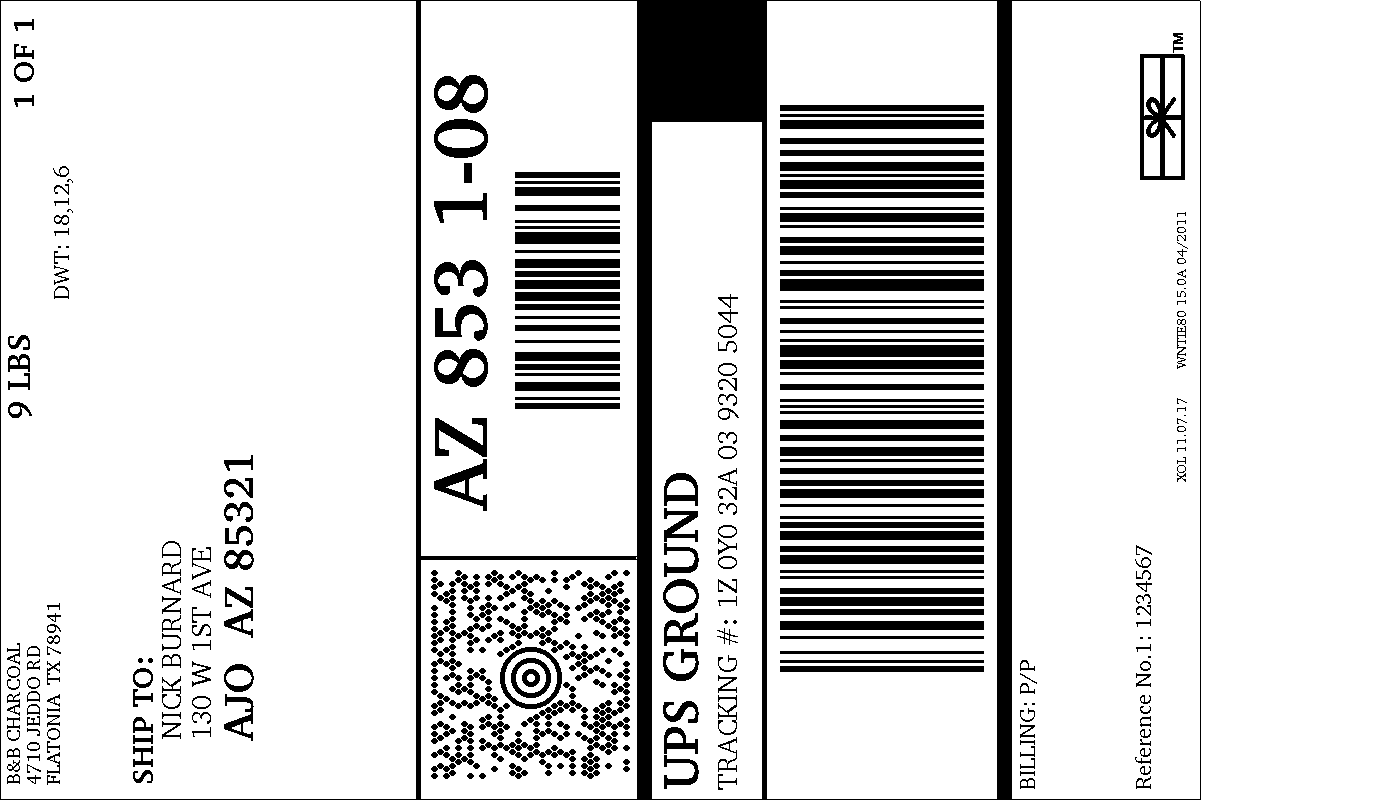 B&B CHARCOAL
4710 JEDDO RD
FLATONIA  TX 78941
9 LBS
1 OF 1
DWT: 18,12,6
SHIP TO:
NICK BURNARD
130 W 1ST AVE
AJO  AZ 85321
AZ 853 1-08
UPS GROUND
TRACKING #: 1Z 0Y0 32A 03 9320 5044
BILLING: P/P
Reference No.1: 1234567
XOL 11.07.17   WNTIE80 15.0A 04/2011
TM